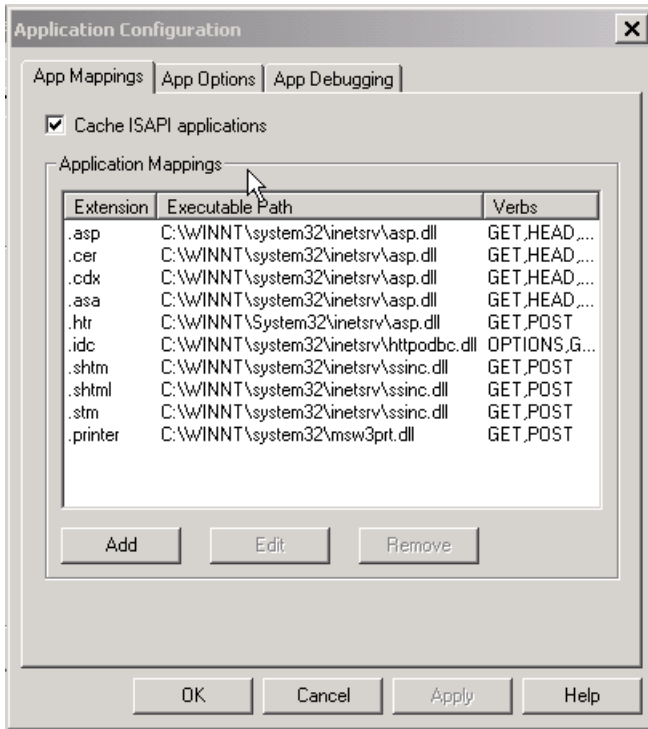 Application Configuration
App Mappings App Options App Debugging
Cache ISAPI applications
Application Mappings
Extension Executable Path Verbs
.asp C:\WINNT\system32\inetsrv\asp.dll GET,HEAD,...
.cer C:\WINNT\system32\inetsrv\asp.dll GET,HEAD,...
.cdx C:\WINNT\system32\inetsrv\asp.dll GET,HEAD,...
.asa C:\WINNT\system32\inetsrv\asp.dll GET,HEAD,...
.htr C:\WINNT\System32\inetsrv\asp.dll GET,POST
.idc C:\WINNT\system32\inetsrv\httpodbc.dll OPTIONS,G...
.shtm C:\WINNT\system32\inetsrv\ssinc.dll GET,POST
.shtml C:\WINNT\system32\inetsrv\ssinc.dll GET,POST
.stm C:\WINNT\system32\inetsrv\ssinc.dll GET,POST
.printer C:\WINNT\system32\msw3prt.dll GET,POST
Add Edit Remove
OK Cancel Apply Help